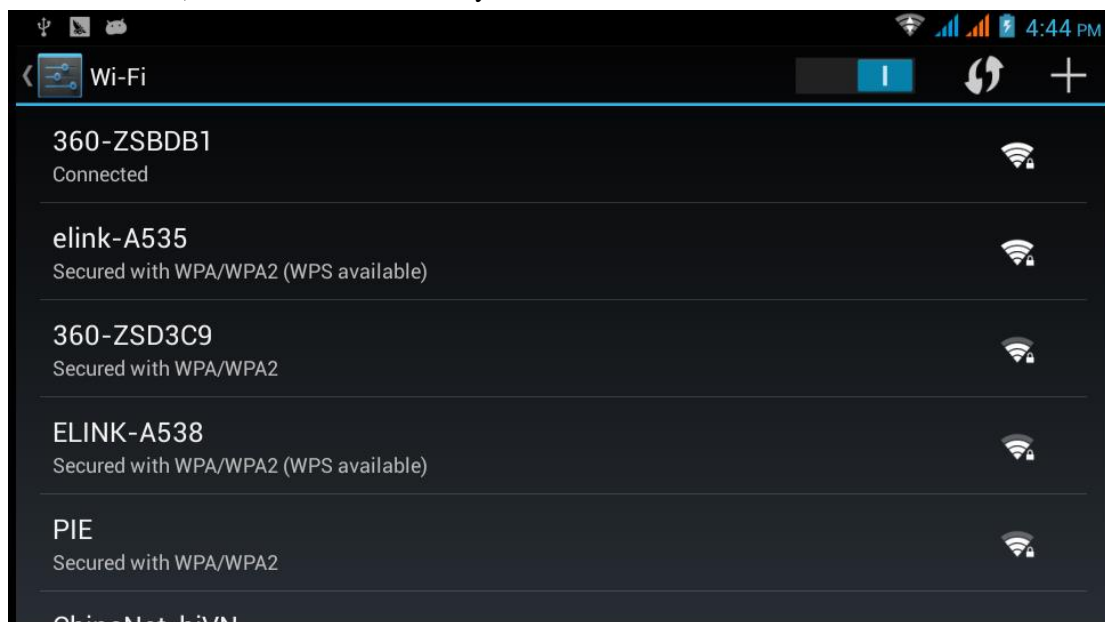 4:44 PM
Wi-Fi
360-ZSBDB1
Connected
elink-A535
Secured with WPA/WPA2 (WPS available)
360-ZSD3C9
Secured with WPA/WPA2
ELINK-A538
Secured with WPA/WPA2 (WPS available)
PIE
Secured with WPA/WPA2